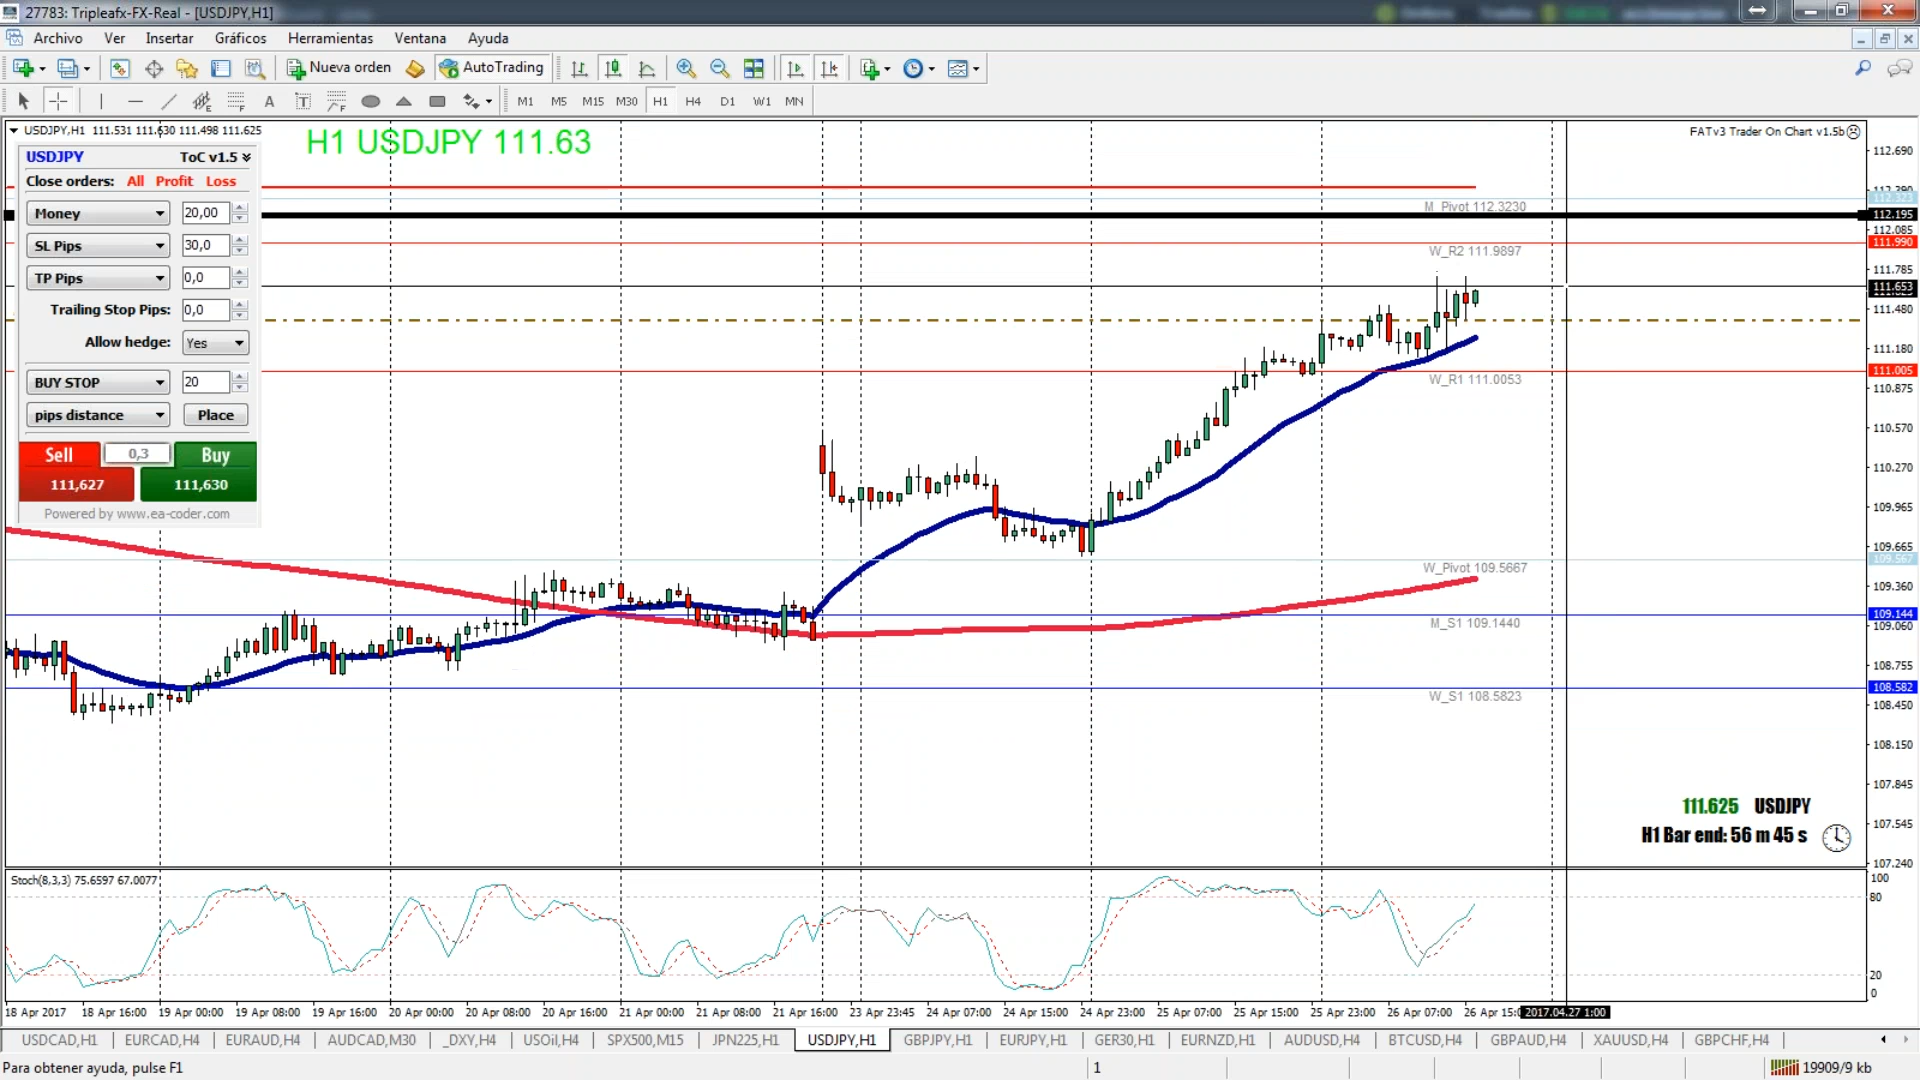 27783: Tripleafx-FX-Real - [USDJPY,H1]
Archivo Ver Insertar Gráficos Herramientas Ventana Ayuda
Nueva orden AutoTrading
A T E F F M1 M5 M15 M30 H1 H4 D1 W1 MN
USDJPY,H1 111.531 111.630 111.498 111.625
H1 USDJPY 111.63
FATv3 Trader On Chart v1.5b
USDJPY ToC v1.5
Close orders: All Profit Loss
Money 20,00
SL Pips 30,0
TP Pips 0,0
Trailing Stop Pips: 0,0
Allow hedge: Yes
BUY STOP 20
pips distance Place
Sell 0,3 Buy
111,627 111,630
Powered by www.ea-coder.com
M_Pivot 112.3230
W_R2 111.9897
W_R1 111.0053
W_Pivot 109.5667
M_S1 109.1440
W_S1 108.5823
112.690
112.323
112.195
112.085
111.990
111.785
111.653
111.480
111.180
111.005
110.875
110.570
110.270
109.965
109.665
109.567
109.360
109.144
109.060
108.755
108.582
108.450
108.150
107.845
107.545
107.240
111.625 USDJPY
H1 Bar end: 56 m 45 s
Stoch(8,3,3) 75.6597 67.0077
100
80
20
0
18 Apr 2017 18 Apr 16:00 19 Apr 00:00 19 Apr 08:00 19 Apr 16:00 20 Apr 00:00 20 Apr 08:00 20 Apr 16:00 21 Apr 00:00 21 Apr 08:00 21 Apr 16:00 23 Apr 23:45 24 Apr 07:00 24 Apr 15:00 24 Apr 23:00 25 Apr 07:00 25 Apr 15:00 25 Apr 23:00 26 Apr 07:00 26 Apr 15:0 2017.04.27 1:00
USDCAD,H1 EURCAD,H4 EURAUD,H4 AUDCAD,M30 _DXY,H4 USOil,H4 SPX500,M15 JPN225,H1 USDJPY,H1 GBPJPY,H1 EURJPY,H1 GER30,H1 EURNZD,H1 AUDUSD,H4 BTCUSD,H4 GBPAUD,H4 XAUUSD,H4 GBPCHF,H4
Para obtener ayuda, pulse F1 1 19909/9 kb